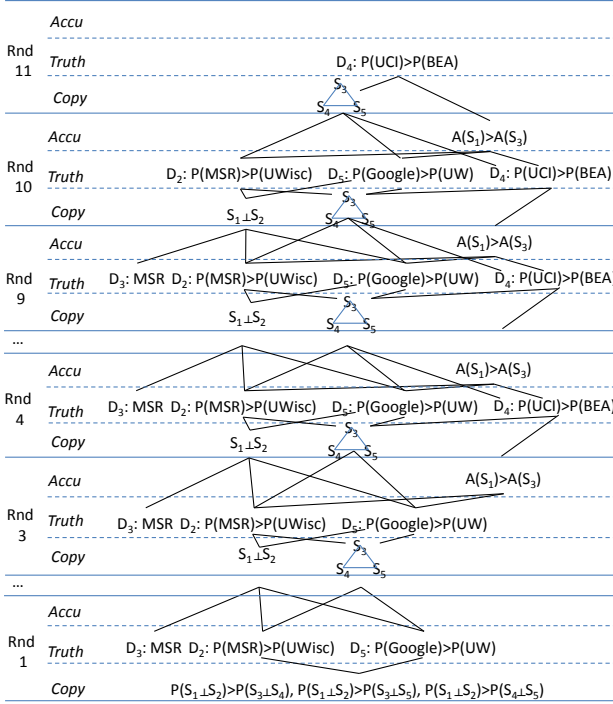 Accu
Rnd 11
Truth
D₄: P(UCI)>P(BEA)
Copy
S₃
S₄ S₅
Accu
A(S₁)>A(S₃)
Rnd 10
Truth
D₂: P(MSR)>P(UWisc) D₅: P(Google)>P(UW) D₄: P(UCI)>P(BEA)
Copy
S₁⊥S₂
S₃
S₄ S₅
Accu
A(S₁)>A(S₃)
Rnd 9
Truth
D₃: MSR D₂: P(MSR)>P(UWisc) D₅: P(Google)>P(UW) D₄: P(UCI)>P(BEA)
Copy
S₁⊥S₂
S₃
S₄ S₅
...
Accu
A(S₁)>A(S₃)
Rnd 4
Truth
D₃: MSR D₂: P(MSR)>P(UWisc) D₅: P(Google)>P(UW) D₄: P(UCI)>P(BEA)
Copy
S₁⊥S₂
S₃
S₄ S₅
Accu
A(S₁)>A(S₃)
Rnd 3
Truth
D₃: MSR D₂: P(MSR)>P(UWisc) D₅: P(Google)>P(UW)
Copy
S₁⊥S₂
S₃
S₄ S₅
...
Accu
Rnd 1
Truth
D₃: MSR D₂: P(MSR)>P(UWisc) D₅: P(Google)>P(UW)
Copy
P(S₁⊥S₂)>P(S₃⊥S₄), P(S₁⊥S₂)>P(S₃⊥S₅), P(S₁⊥S₂)>P(S₄⊥S₅)